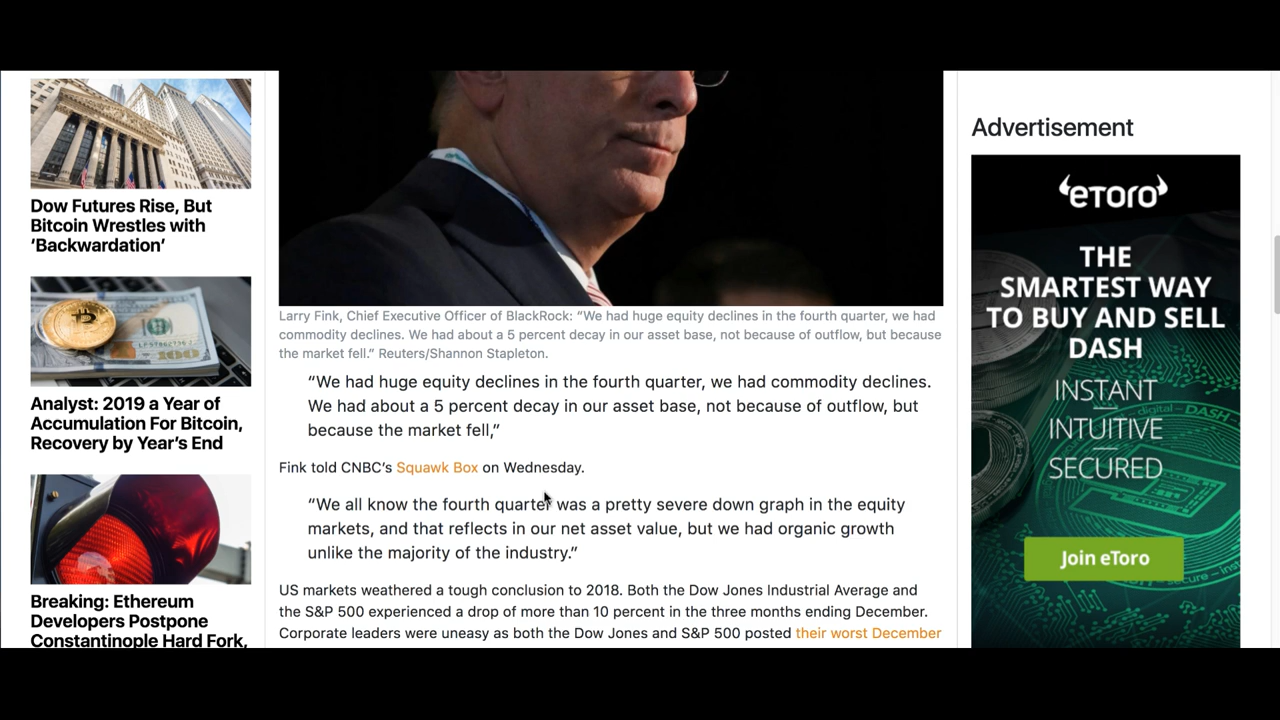 Dow Futures Rise, But
Bitcoin Wrestles with
‘Backwardation’
Analyst: 2019 a Year of
Accumulation For Bitcoin,
Recovery by Year’s End
Breaking: Ethereum
Developers Postpone
Constantinople Hard Fork,
Larry Fink, Chief Executive Officer of BlackRock: “We had huge equity declines in the fourth quarter, we had
commodity declines. We had about a 5 percent decay in our asset base, not because of outflow, but because
the market fell.” Reuters/Shannon Stapleton.
“We had huge equity declines in the fourth quarter, we had commodity declines.
We had about a 5 percent decay in our asset base, not because of outflow, but
because the market fell,”
Fink told CNBC’s Squawk Box on Wednesday.
“We all know the fourth quarter was a pretty severe down graph in the equity
markets, and that reflects in our net asset value, but we had organic growth
unlike the majority of the industry.”
US markets weathered a tough conclusion to 2018. Both the Dow Jones Industrial Average and
the S&P 500 experienced a drop of more than 10 percent in the three months ending December.
Corporate leaders were uneasy as both the Dow Jones and S&P 500 posted their worst December
Advertisement
eToro
THE
SMARTEST WAY
TO BUY AND SELL
DASH
INSTANT
INTUITIVE
SECURED
Join eToro